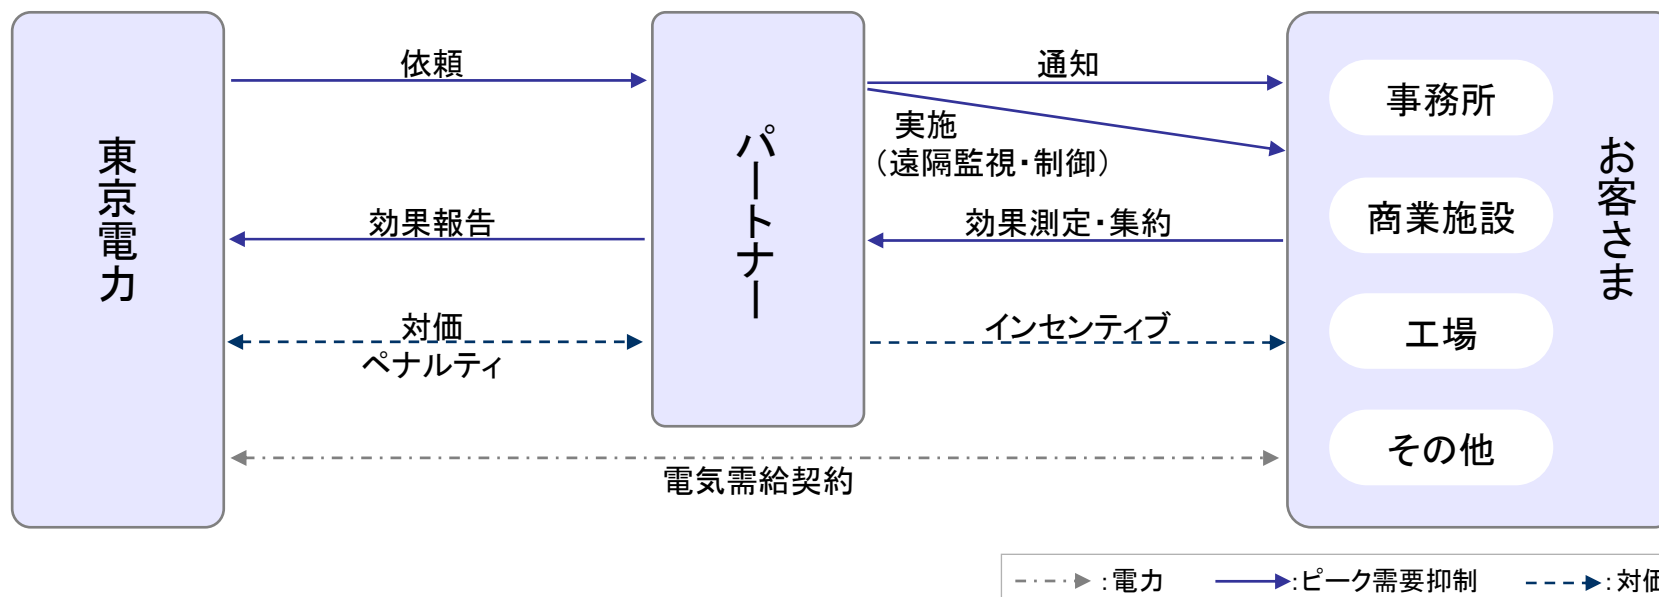 東京電力
依頼
効果報告
対価
ペナルティ
パートナー
通知
実施
(遠隔監視・制御)
効果測定・集約
インセンティブ
電気需給契約
事務所
商業施設
工場
その他
お客さま
:電力
:ピーク需要抑制
:対価